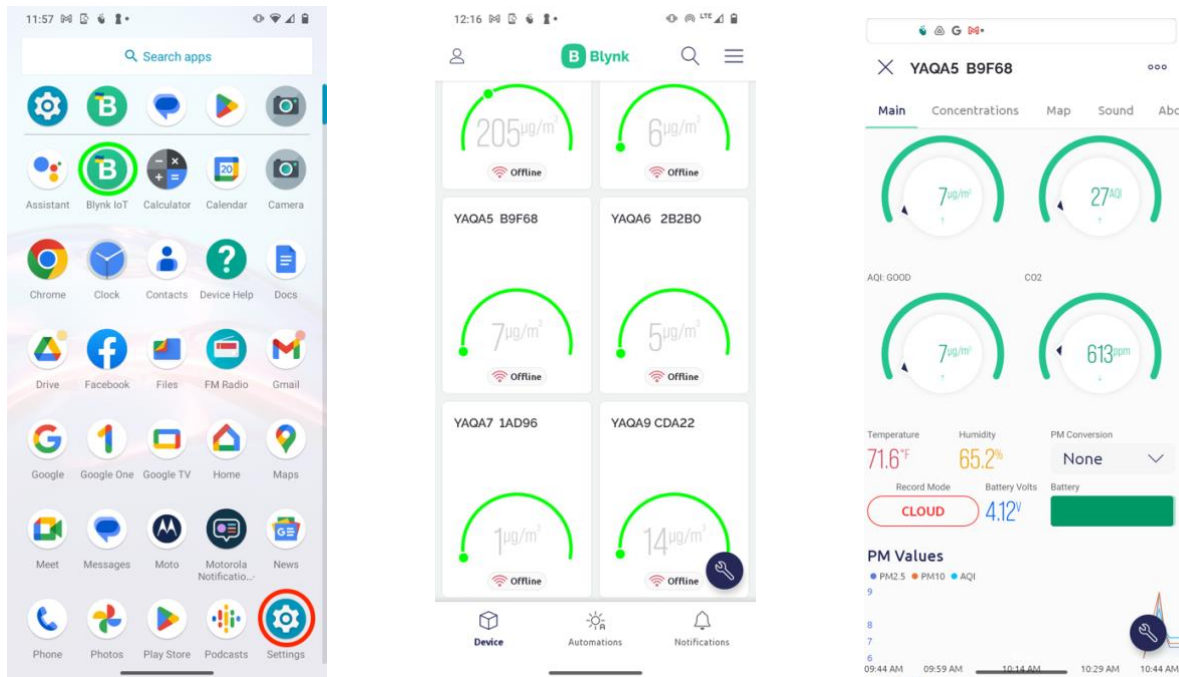 11:57
Search apps
Assistant Blynk IoT Calculator Calendar Camera
20
Chrome Clock Contacts Device Help Docs
Drive Facebook Files FM Radio Gmail
Google Google One Google TV Home Maps
Meet Messages Moto Motorola Notificatio... News
Phone Photos Play Store Podcasts Settings
12:16 LTE
B Blynk
205µg/m³ 6µg/m³
Offline Offline
YAQA5 B9F68 YAQA6 2B2B0
7µg/m³ 5µg/m³
Offline Offline
YAQA7 1AD96 YAQA9 CDA22
1µg/m³ 14µg/m³
Offline Offline
Device Automations Notifications
YAQA5 B9F68
Main Concentrations Map Sound Abo
7µg/m³ 27AQI
AQI: GOOD CO2
7µg/m³ 613ppm
Temperature Humidity PM Conversion
71.6°F 65.2% None
Record Mode Battery Volts Battery
CLOUD 4.12V
PM Values
PM2.5 PM10 AQI
9
8
7
6
09:44 AM 09:59 AM 10:14 AM 10:29 AM 10:44 AM